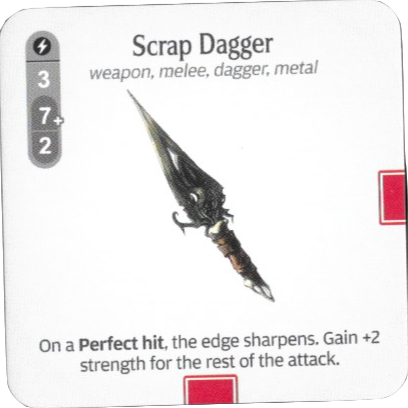 Scrap Dagger
weapon, melee, dagger, metal
3
7+
2
On a Perfect hit, the edge sharpens. Gain +2
strength for the rest of the attack.